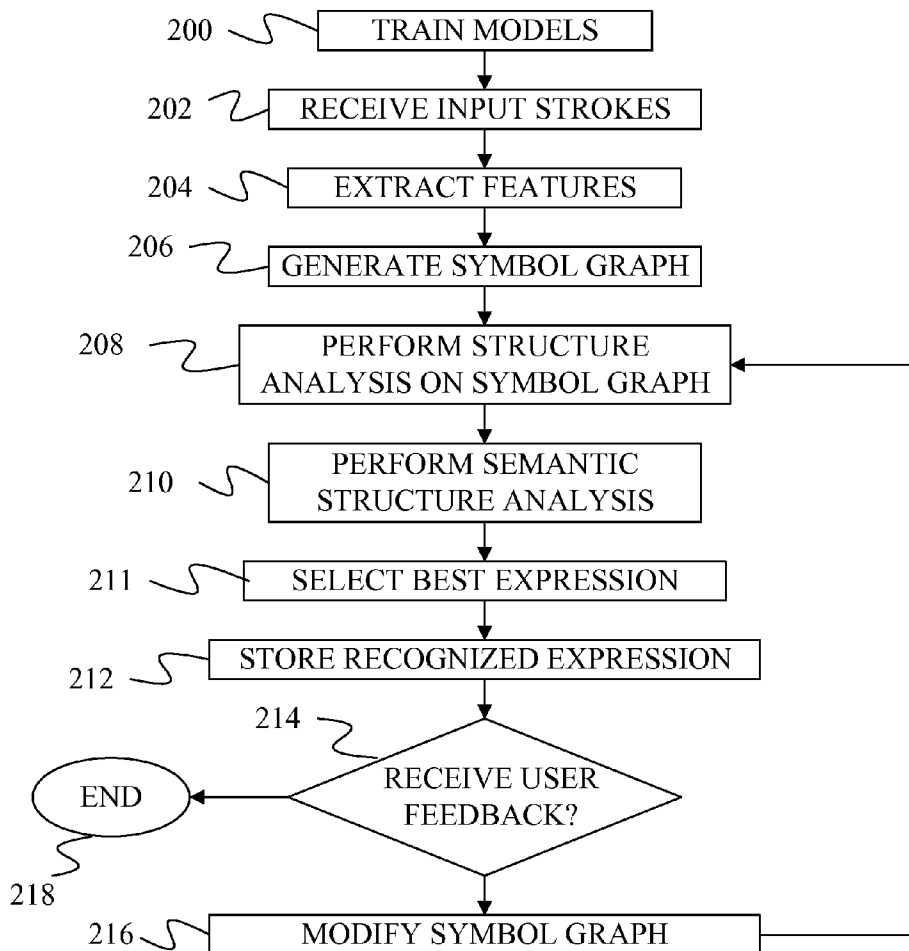 200
TRAIN MODELS
202
RECEIVE INPUT STROKES
204
EXTRACT FEATURES
206
GENERATE SYMBOL GRAPH
208
PERFORM STRUCTURE
ANALYSIS ON SYMBOL GRAPH
210
PERFORM SEMANTIC
STRUCTURE ANALYSIS
211
SELECT BEST EXPRESSION
212
STORE RECOGNIZED EXPRESSION
214
RECEIVE USER
FEEDBACK?
END
218
216
MODIFY SYMBOL GRAPH